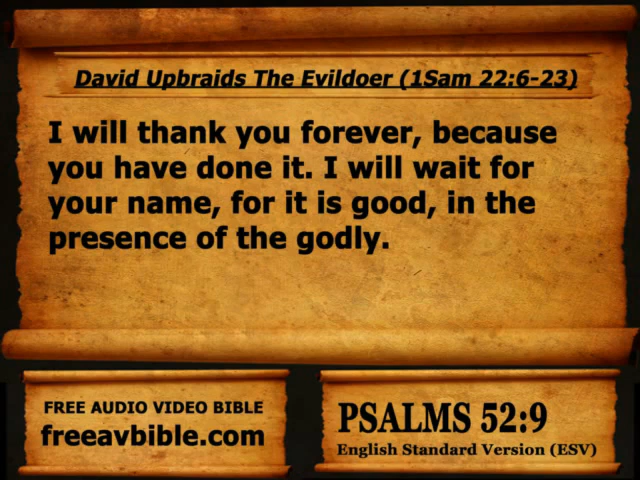 David Upbraids The Evildoer (1Sam 22:6-23)
I will thank you forever, because
you have done it. I will wait for
your name, for it is good, in the
presence of the godly.
FREE AUDIO VIDEO BIBLE
freeavbible.com
PSALMS 52:9
English Standard Version (ESV)